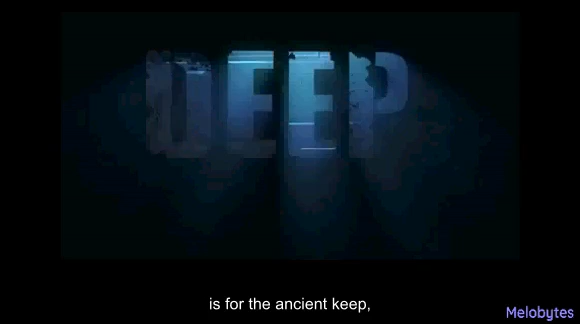 DEEP
is for the ancient keep,
Melobytes